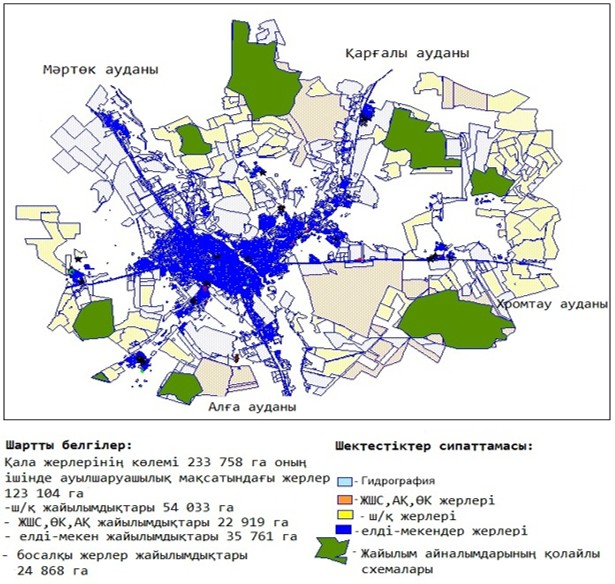 Қарғалы ауданы
Мәртөк ауданы
Хромтау ауданы
Алға ауданы
Шартты белгілер:
Қала жерлерінің көлемі 233 758 га оның
ішінде ауылшаруашылық мақсатындағы жерлер
123 104 га
-ш/қ жайылымдықтары 54 033 га
- ЖШС,ӨК,АҚ жайылымдықтары 22 919 га
- елді-мекен жайылымдықтары 35 761 га
- босалқы жерлер жайылымдықтары
24 868 га
Шектестіктер сипаттамасы:
- Гидрография
-ЖШС,АҚ,ӨК жерлері
- ш/қ жерлері
-елді-мекендер жерлері
- Жайылым айналымдарының қолайлы
схемалары